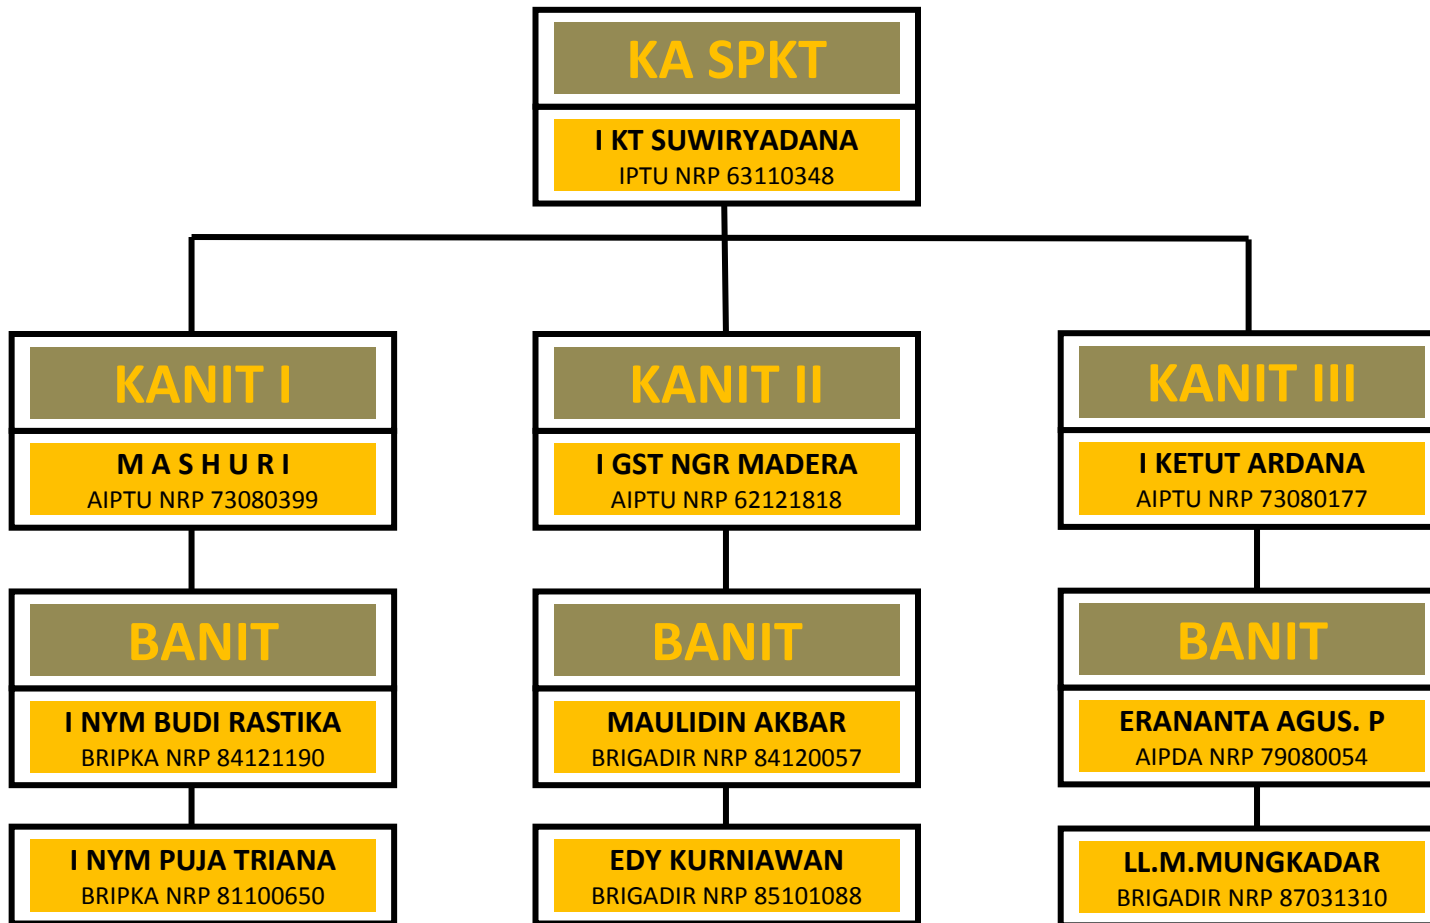 KA SPKT
I KT SUWIRYADANA
IPTU NRP 63110348
KANIT I
M A S H U R I
AIPTU NRP 73080399
KANIT II
I GST NGR MADERA
AIPTU NRP 62121818
KANIT III
I KETUT ARDANA
AIPTU NRP 73080177
BANIT
I NYM BUDI RASTIKA
BRIPKA NRP 84121190
BANIT
MAULIDIN AKBAR
BRIGADIR NRP 84120057
BANIT
ERANANTA AGUS. P
AIPDA NRP 79080054
I NYM PUJA TRIANA
BRIPKA NRP 81100650
EDY KURNIAWAN
BRIGADIR NRP 85101088
LL.M.MUNGKADAR
BRIGADIR NRP 87031310